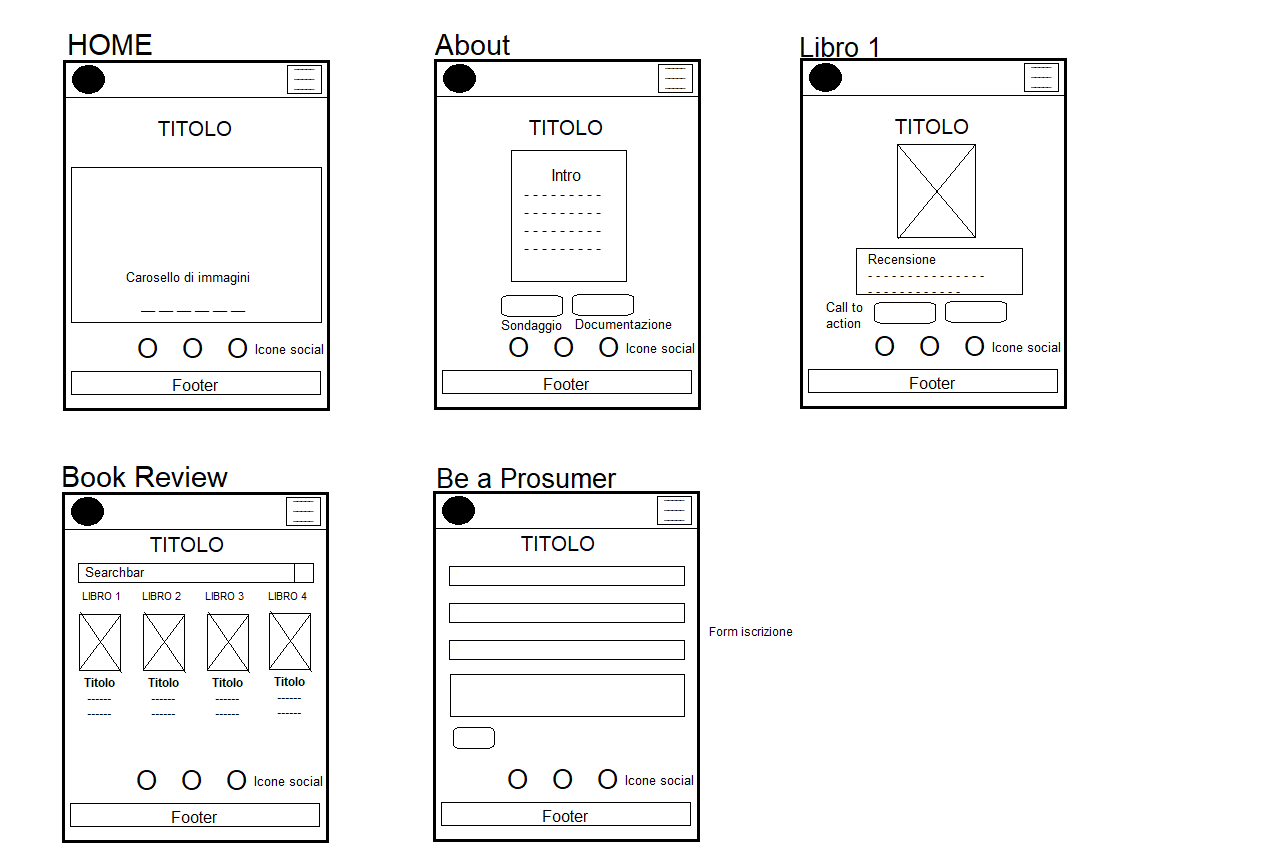 HOME
TITOLO
Carosello di immagini
Icone social
Footer
About
TITOLO
Intro
Sondaggio
Documentazione
Icone social
Footer
Libro 1
TITOLO
Recensione
Call to
action
Icone social
Footer
Book Review
TITOLO
Searchbar
LIBRO 1 LIBRO 2 LIBRO 3 LIBRO 4
Titolo Titolo Titolo Titolo
Icone social
Footer
Be a Prosumer
TITOLO
Form iscrizione
Icone social
Footer